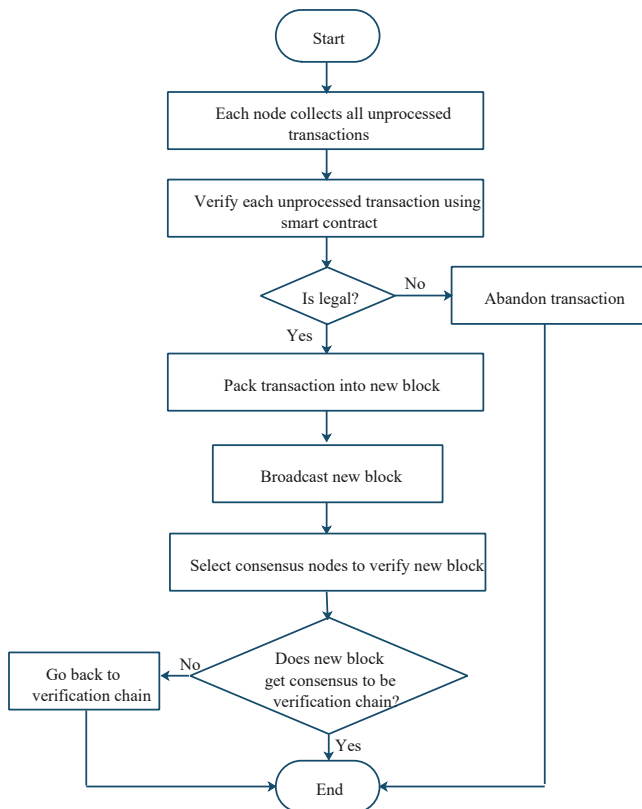 Start
Each node collects all unprocessed
transactions
Verify each unprocessed transaction using
smart contract
Is legal?
No
Abandon transaction
Yes
Pack transaction into new block
Broadcast new block
Select consensus nodes to verify new block
Does new block
get consensus to be
verification chain?
No
Go back to
verification chain
Yes
End